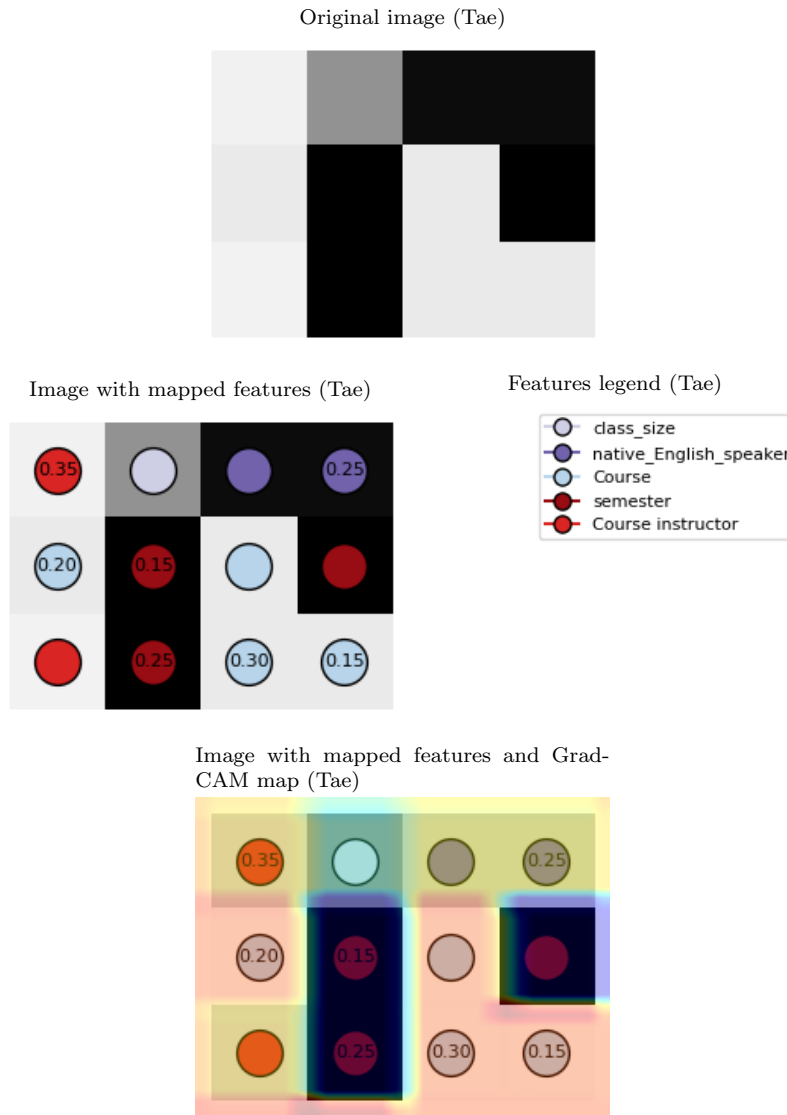 Original image (Tae)
Image with mapped features (Tae)
Features legend (Tae)
0.35
0.25
0.20
0.15
0.25
0.30
0.15
class_size
native_English_speaker
Course
semester
Course instructor
Image with mapped features and Grad-
CAM map (Tae)
0.35
0.25
0.20
0.15
0.25
0.30
0.15